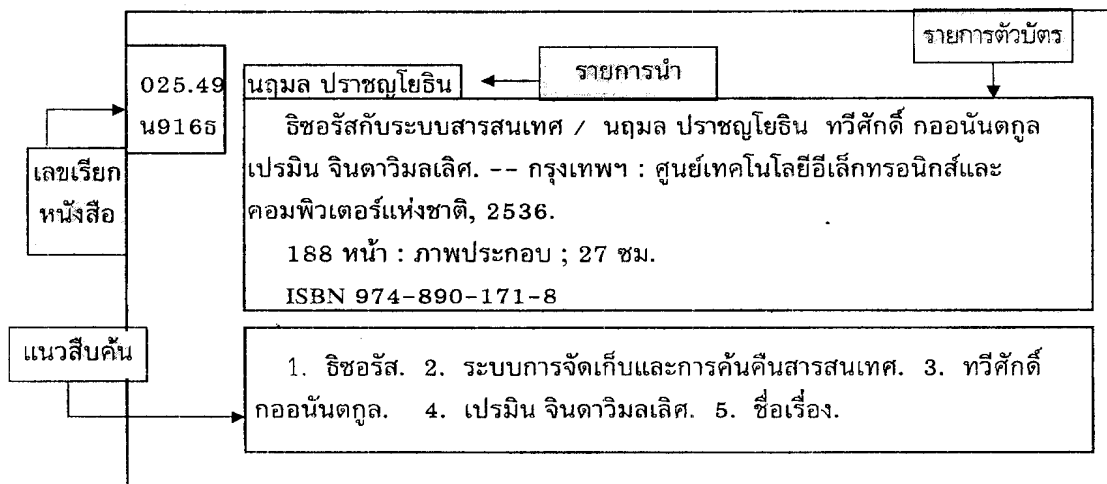 รายการตัวบัตร
025.49 นฤมล ปราชญโยธิน รายการนำ
น916ธ ธิซอรัสกับระบบสารสนเทศ / นฤมล ปราชญโยธิน ทวีศักดิ์ กออนันตกูล
เปรมิน จินดาวิมลเลิศ. -- กรุงเทพฯ : ศูนย์เทคโนโลยีอีเล็กทรอนิกส์และ
คอมพิวเตอร์แห่งชาติ, 2536.
188 หน้า : ภาพประกอบ ; 27 ซม.
ISBN 974-890-171-8
เลขเรียก
หนังสือ
แนวสืบค้น
1. ธิซอรัส. 2. ระบบการจัดเก็บและการค้นคืนสารสนเทศ. 3. ทวีศักดิ์
กออนันตกูล. 4. เปรมิน จินดาวิมลเลิศ. 5. ชื่อเรื่อง.